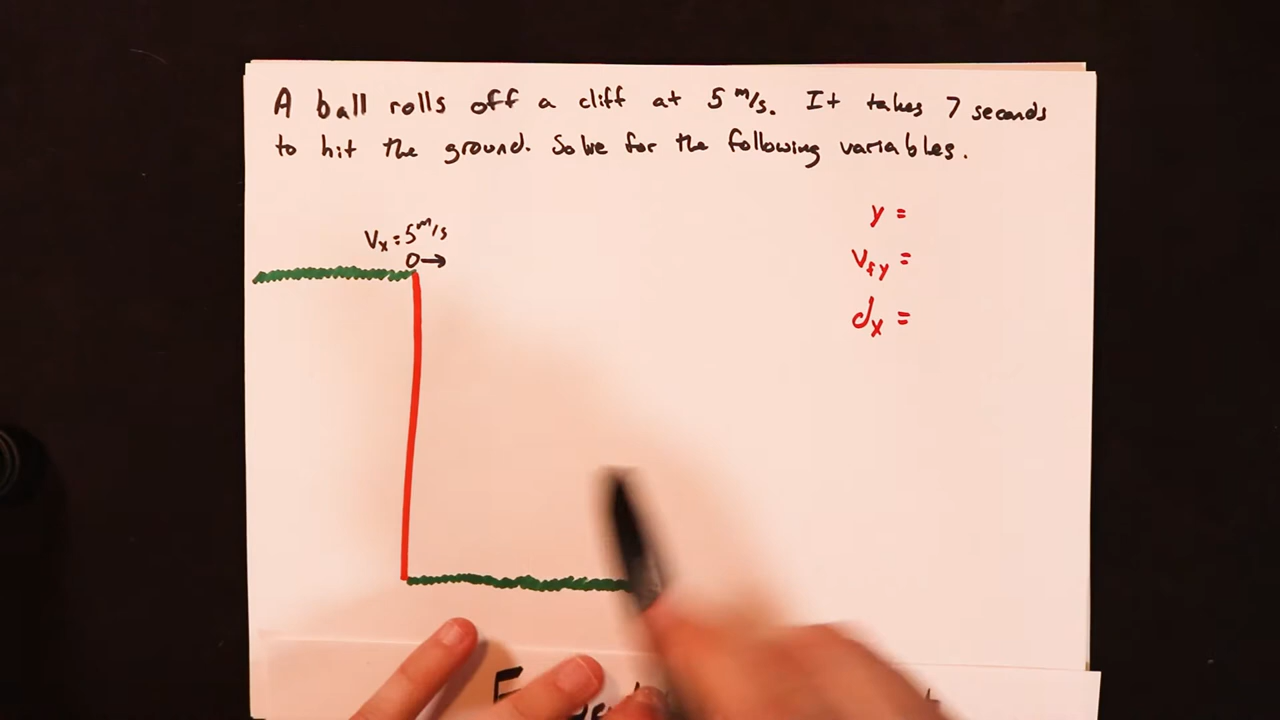 A ball rolls off a cliff at 5 m/s. It takes 7 seconds
to hit the ground. Solve for the following variables.
Vx = 5 m/s
y =
Vfy =
dx =